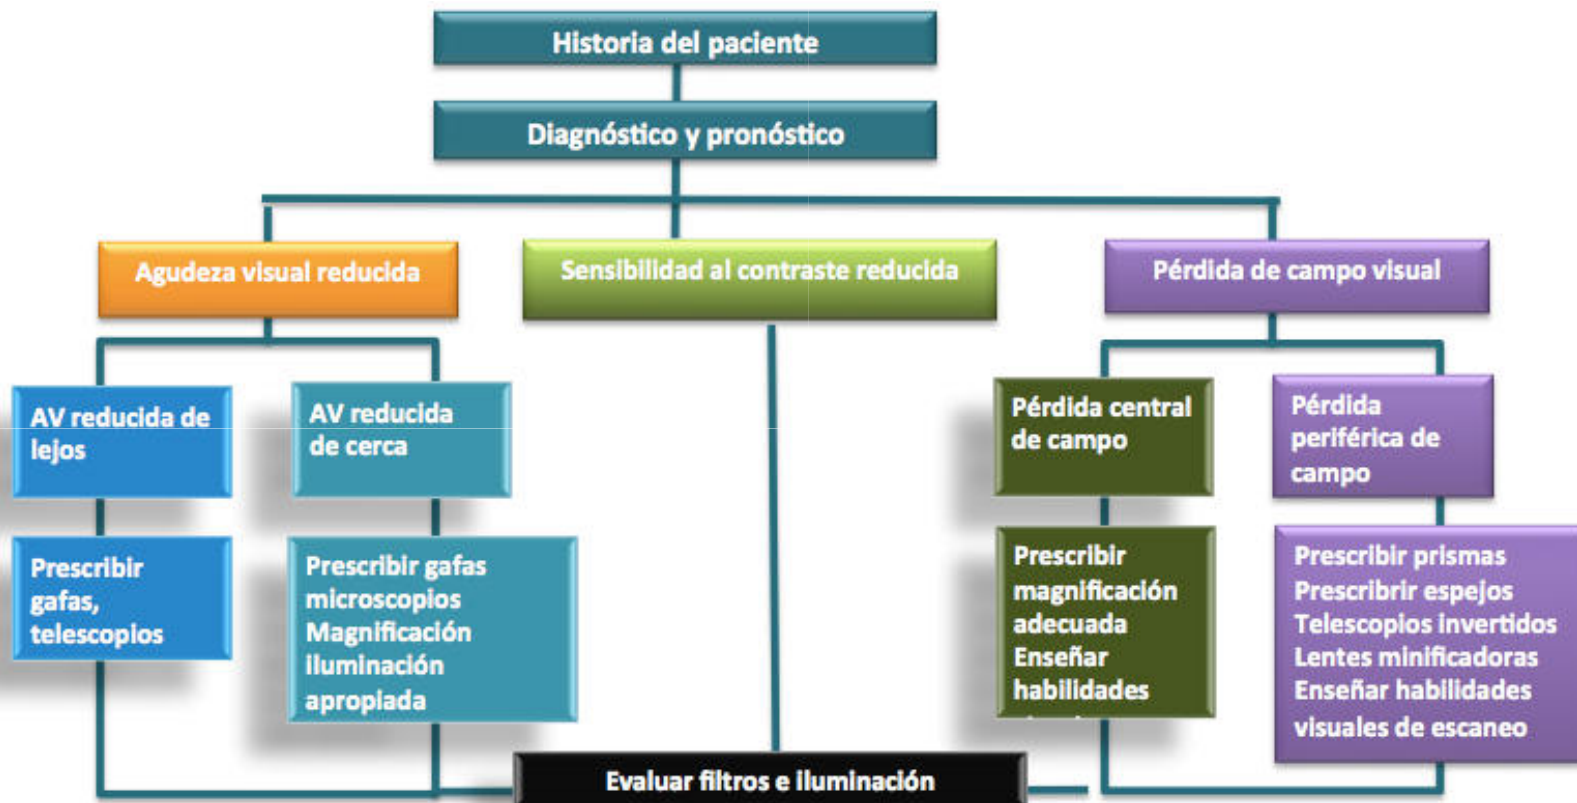 Historia del paciente
Diagnóstico y pronóstico
Agudeza visual reducida
Sensibilidad al contraste reducida
Pérdida de campo visual
AV reducida de
lejos
AV reducida
de cerca
Pérdida central
de campo
Pérdida
periférica de
campo
Prescribir
gafas,
telescopios
Prescribir gafas
microscopios
Magnificación
iluminación
apropiada
Prescribir
magnificación
adecuada
Enseñar
habilidades
Prescribir prismas
Prescribrir espejos
Telescopios invertidos
Lentes minificadoras
Enseñar habilidades
visuales de escaneo
Evaluar filtros e iluminación